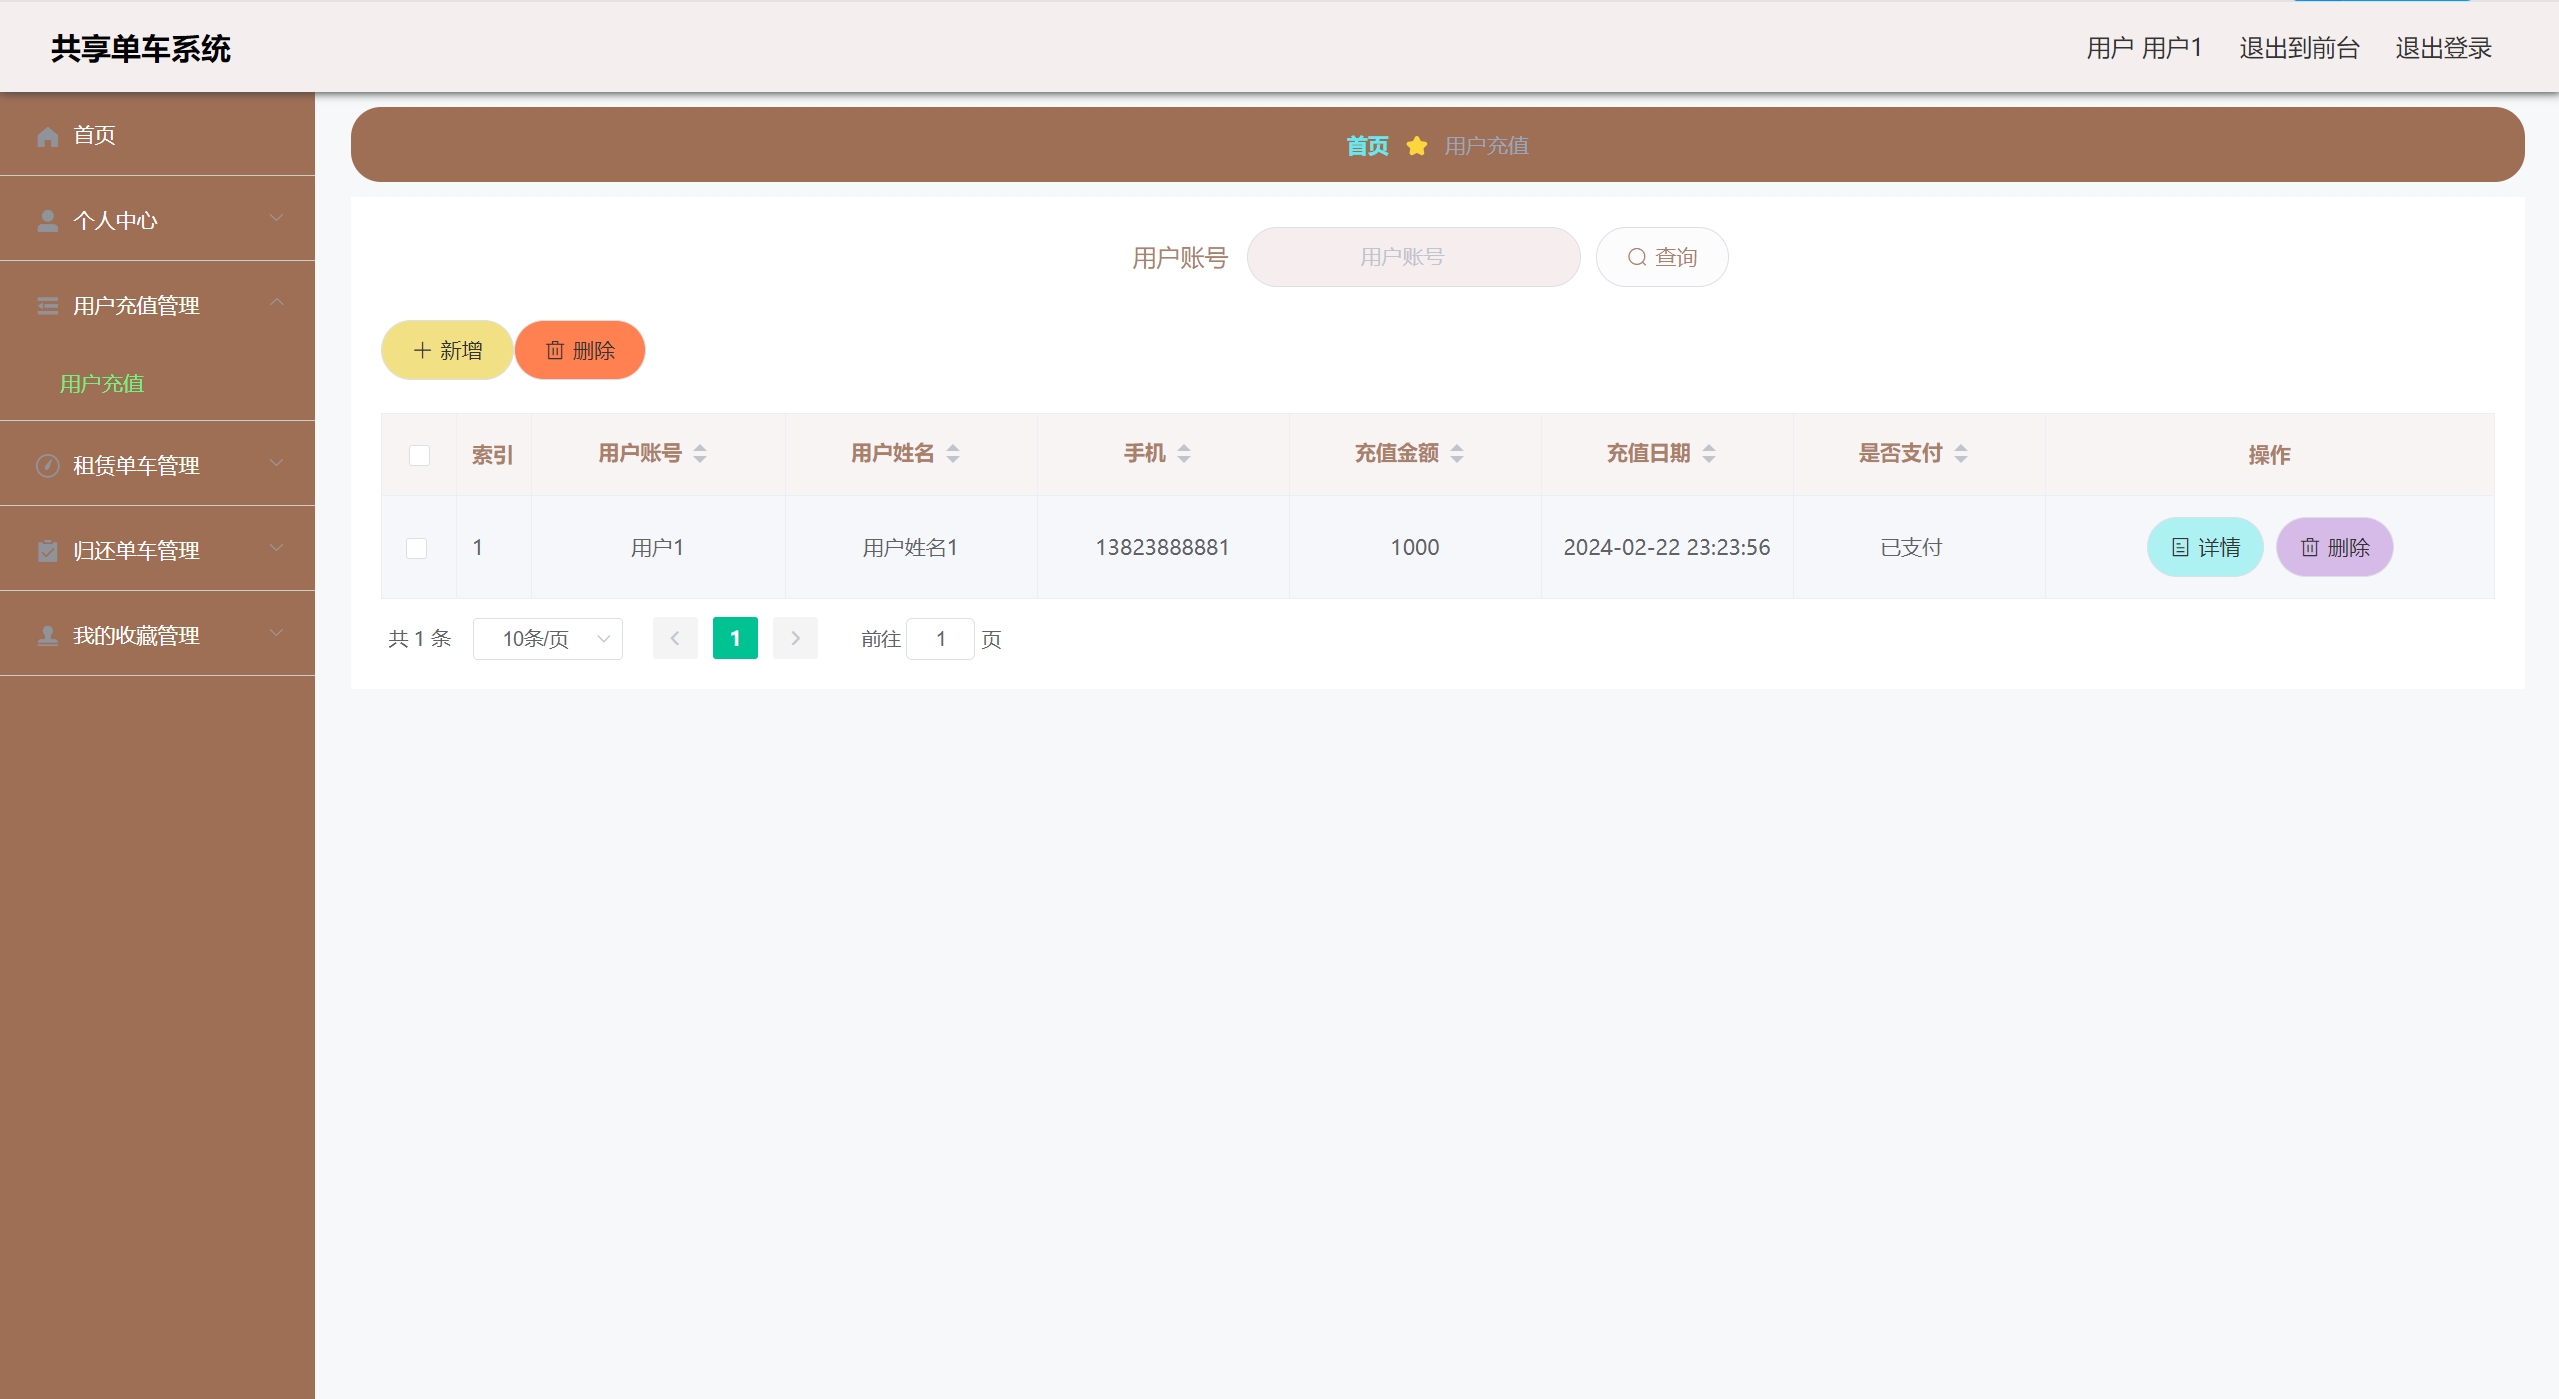 共享单车系统
用户 用户1 退出到前台 退出登录
首页
个人中心
用户充值管理
用户充值
租赁单车管理
归还单车管理
我的收藏管理
首页 用户充值
用户账号 用户账号 查询
新增 删除
索引 用户账号 用户姓名 手机 充值金额 充值日期 是否支付 操作
1 用户1 用户姓名1 13823888881 1000 2024-02-22 23:23:56 已支付 详情 删除
共 1 条 10条/页 1 前往 1 页